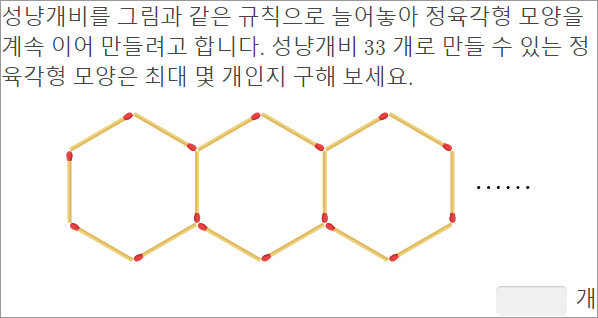 성냥개비를 그림과 같은 규칙으로 늘어놓아 정육각형 모양을
계속 이어 만들려고 합니다. 성냥개비 33 개로 만들 수 있는 정
육각형 모양은 최대 몇 개인지 구해 보세요.
······
개